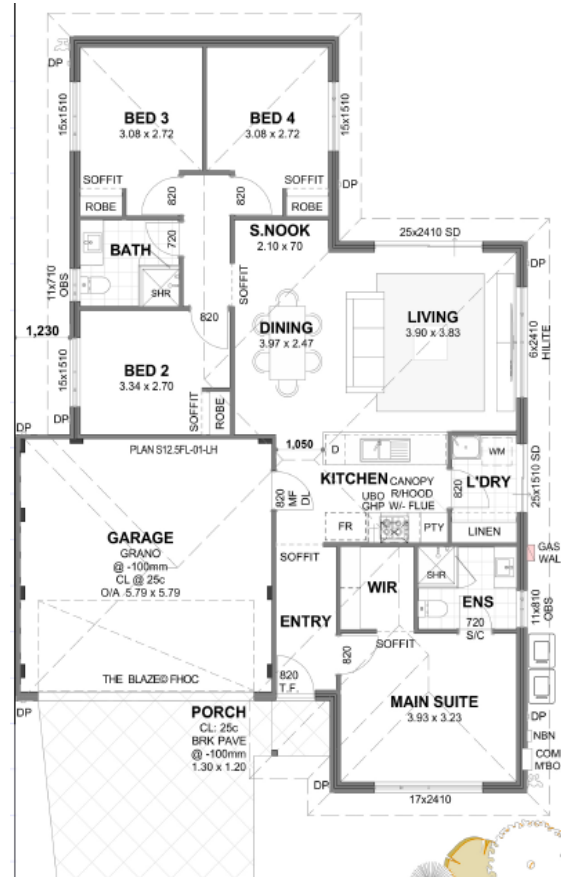 DP
BED 3
3.08 x 2.72
BED 4
3.08 x 2.72
15x1510
15x1510
SOFFIT
SOFFIT
DP
ROBE
820
820
ROBE
S.NOOK
2.10 x 70
25x2410 SD
BATH
720
DP
11x710
OBS
SHR
SOFFIT
LIVING
3.90 x 3.83
DINING
3.97 x 2.47
6x2410
HILITE
820
1,230
BED 2
3.34 x 2.70
15x1510
SOFFIT
ROBE
DP
DP
PLAN S12.5FL-01-LH
1,050
D
KITCHEN
CANOPY
R/HOOD
W/- FLUE
UBO
GHP
820
MF
DL
FR
PTY
WM
L'DRY
820
LINEN
25x1510 SD
GARAGE
GRANO
@ -100mm
CL @ 25c
O/A 5.79 x 5.79
SOFFIT
GAS
WAL
WIR
SHR
ENS
720
S/C
11x810
OBS
ENTRY
SOFFIT
820
THE BLAZE© FHOC
820
T.F.
MAIN SUITE
3.93 x 3.23
DP
PORCH
CL: 25c
BRK PAVE
@ -100mm
1.30 x 1.20
DP
NBN
COM
M'BO
DP
17x2410